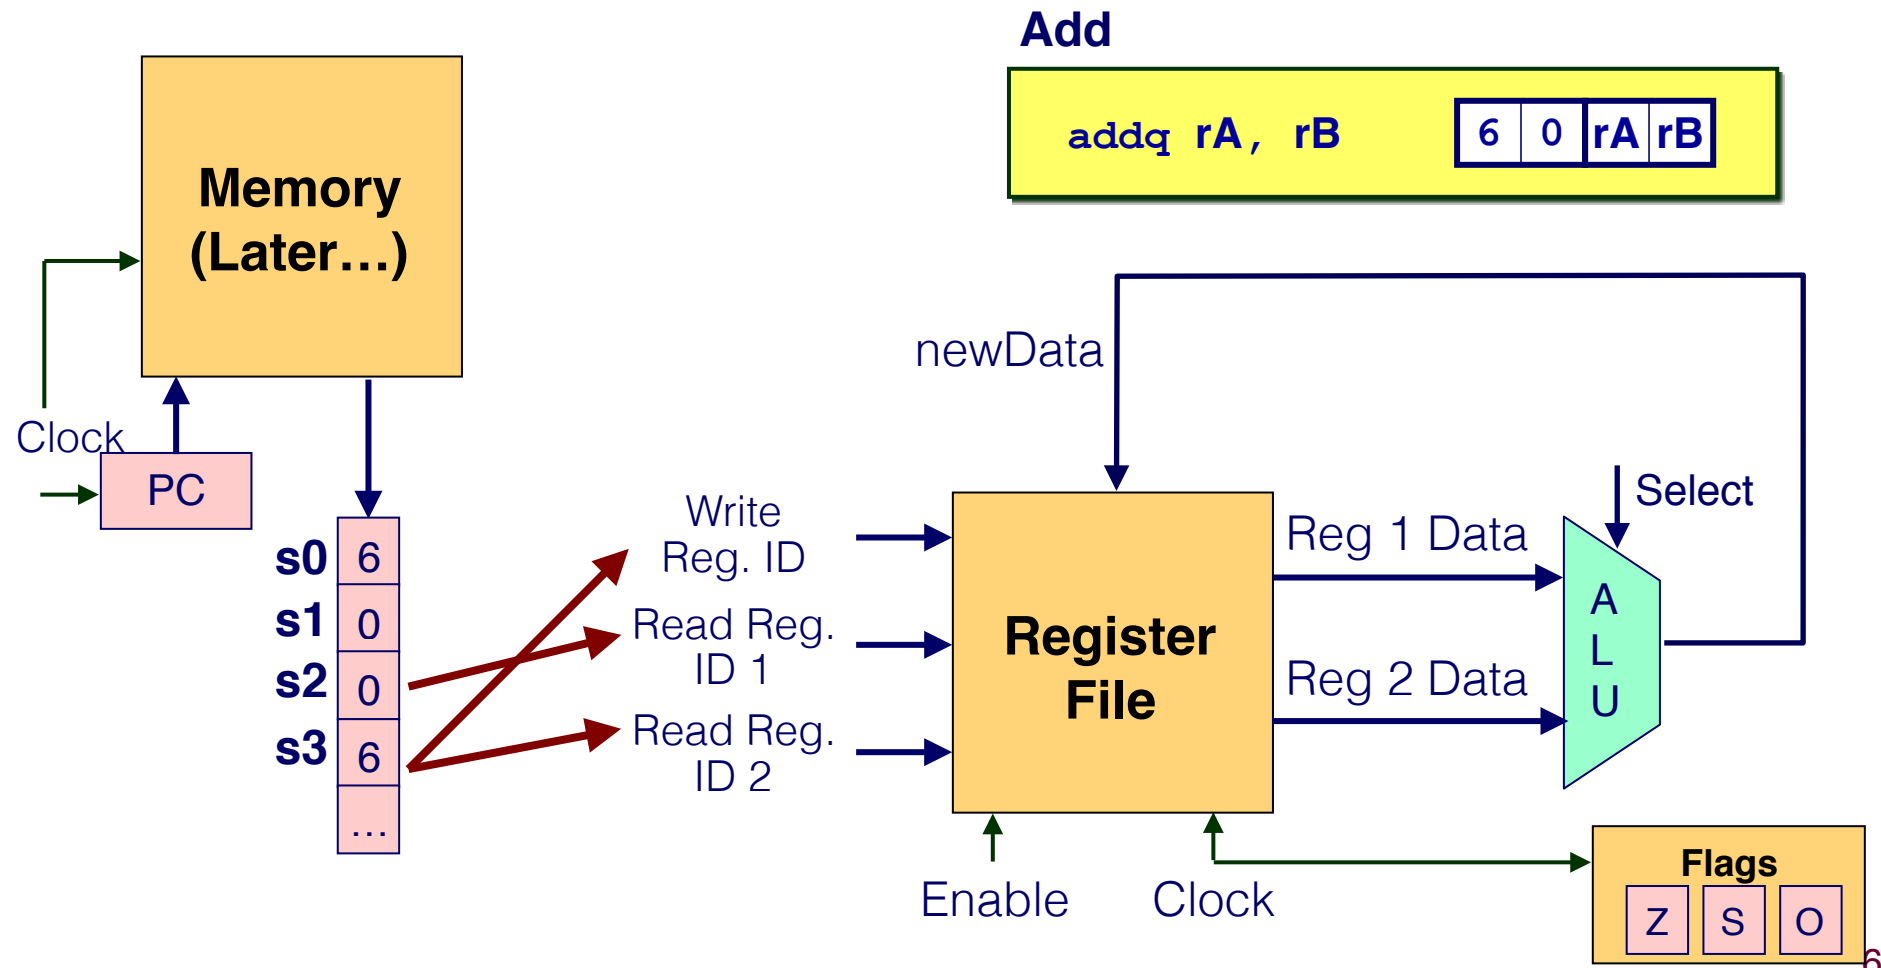 Add
addq rA, rB
6 0 rA rB
Memory
(Later...)
newData
Clock
PC
Select
Write
Reg. ID
Reg 1 Data
s0 6
s1 0
s2 0
s3 6
...
Read Reg.
ID 1
Read Reg.
ID 2
Register
File
Reg 2 Data
A
L
U
Enable
Clock
Flags
Z S O
6